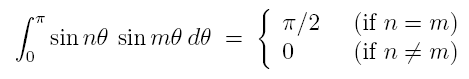 ∫₀^π sin nθ sin mθ dθ = { π/2 (if n = m)
0 (if n ≠ m)